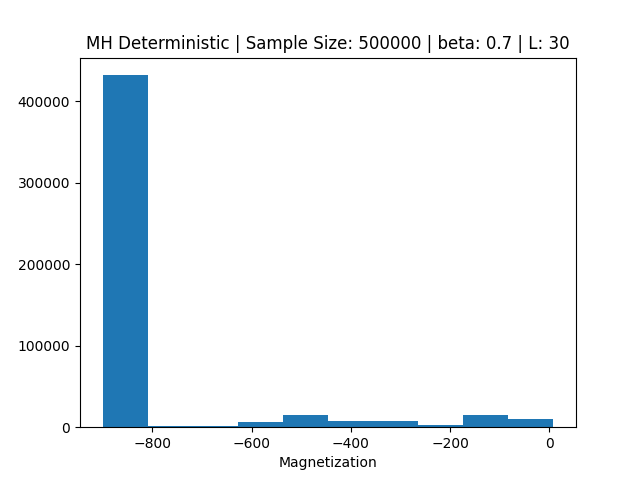 MH Deterministic | Sample Size: 500000 | beta: 0.7 | L: 30
400000
300000
200000
100000
0
−800 −600 −400 −200 0
Magnetization